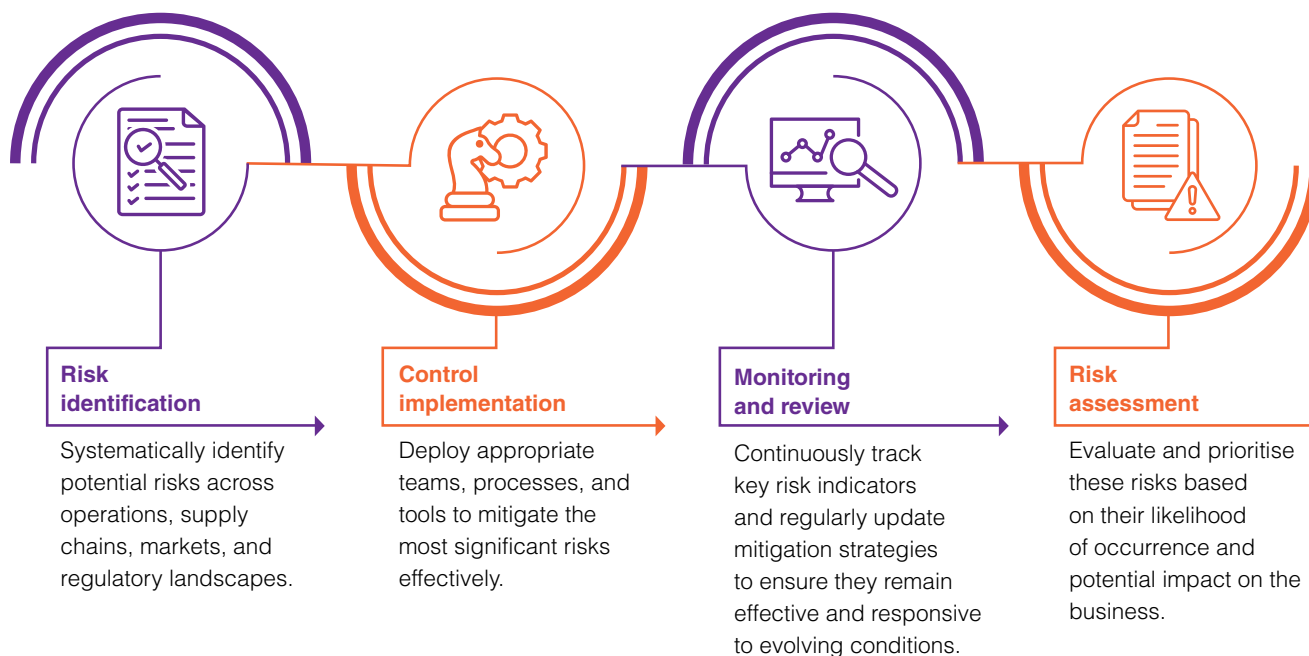 Risk
identification
Systematically identify
potential risks across
operations, supply
chains, markets, and
regulatory landscapes.
Control
implementation
Deploy appropriate
teams, processes, and
tools to mitigate the
most significant risks
effectively.
Monitoring
and review
Continuously track
key risk indicators
and regularly update
mitigation strategies
to ensure they remain
effective and responsive
to evolving conditions.
Risk
assessment
Evaluate and prioritise
these risks based
on their likelihood
of occurrence and
potential impact on the
business.